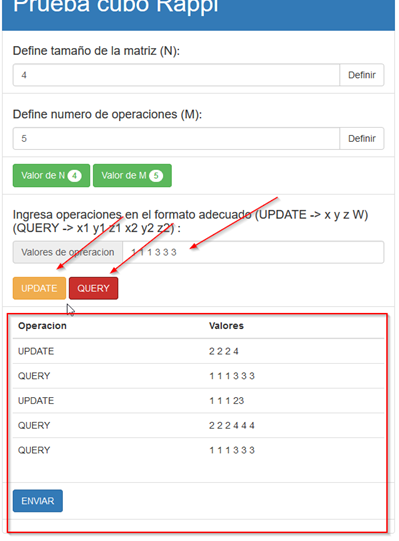 Prueba cubo Rappi
Define tamaño de la matriz (N):
4 Definir
Define numero de operaciones (M):
5 Definir
Valor de N 4 Valor de M 5
Ingresa operaciones en el formato adecuado (UPDATE -> x y z W)
(QUERY -> x1 y1 z1 x2 y2 z2) :
Valores de opreracion 1 1 1 3 3 3
UPDATE QUERY
Operacion Valores
UPDATE 2 2 2 4
QUERY 1 1 1 3 3 3
UPDATE 1 1 1 23
QUERY 2 2 2 4 4 4
QUERY 1 1 1 3 3 3
ENVIAR